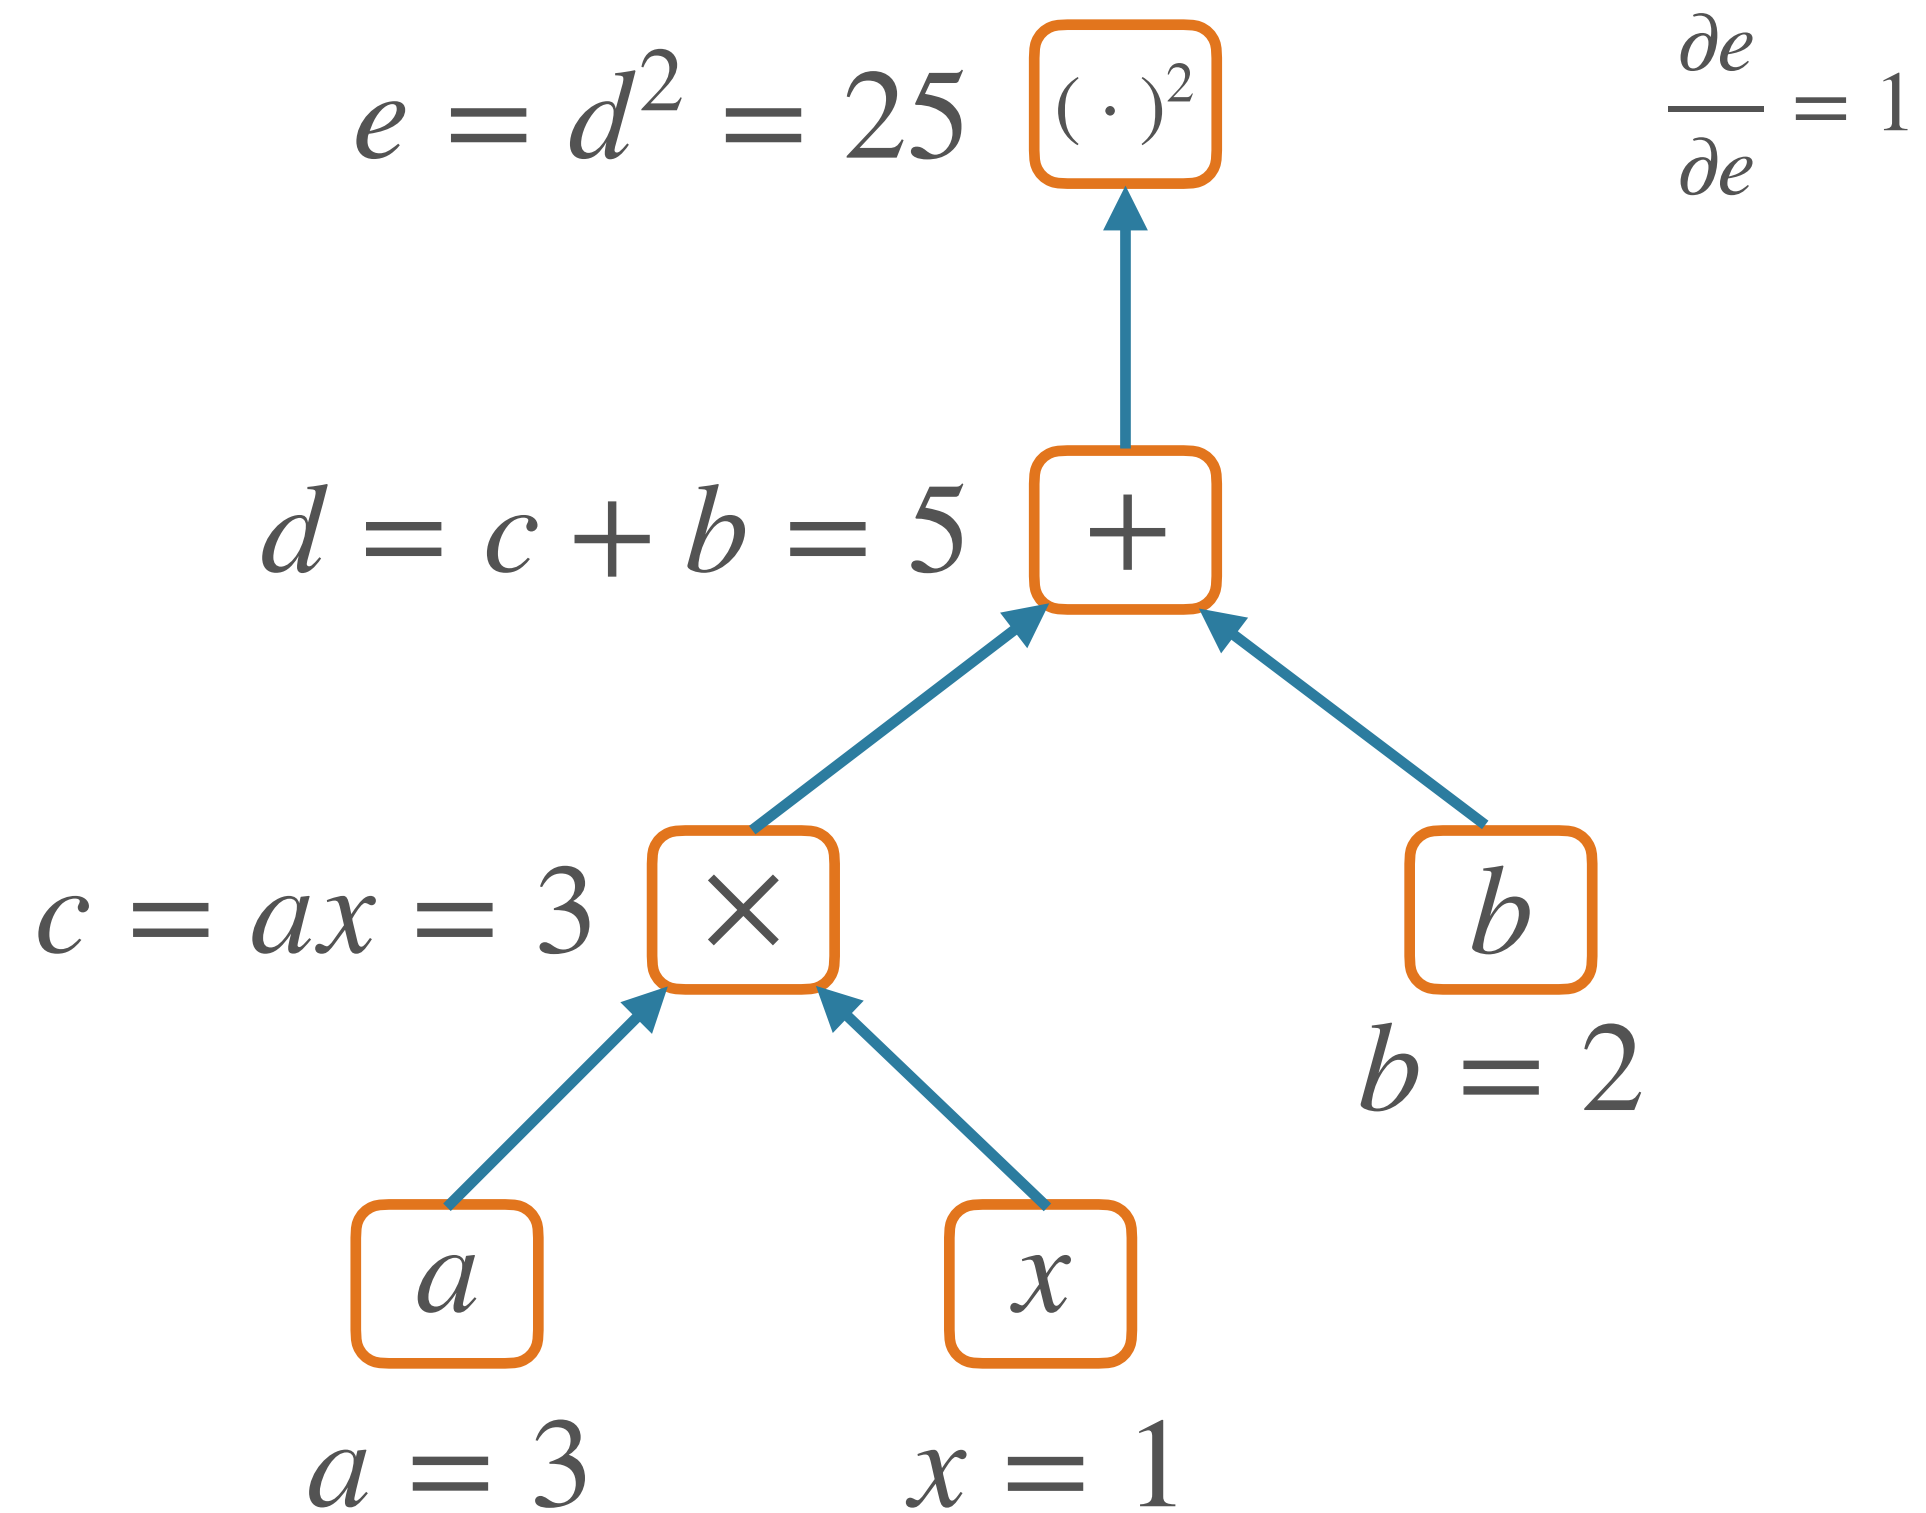 e = d² = 25 ( · )² ∂e/∂e = 1
d = c + b = 5 +
c = ax = 3 × b
b = 2
a x
a = 3 x = 1